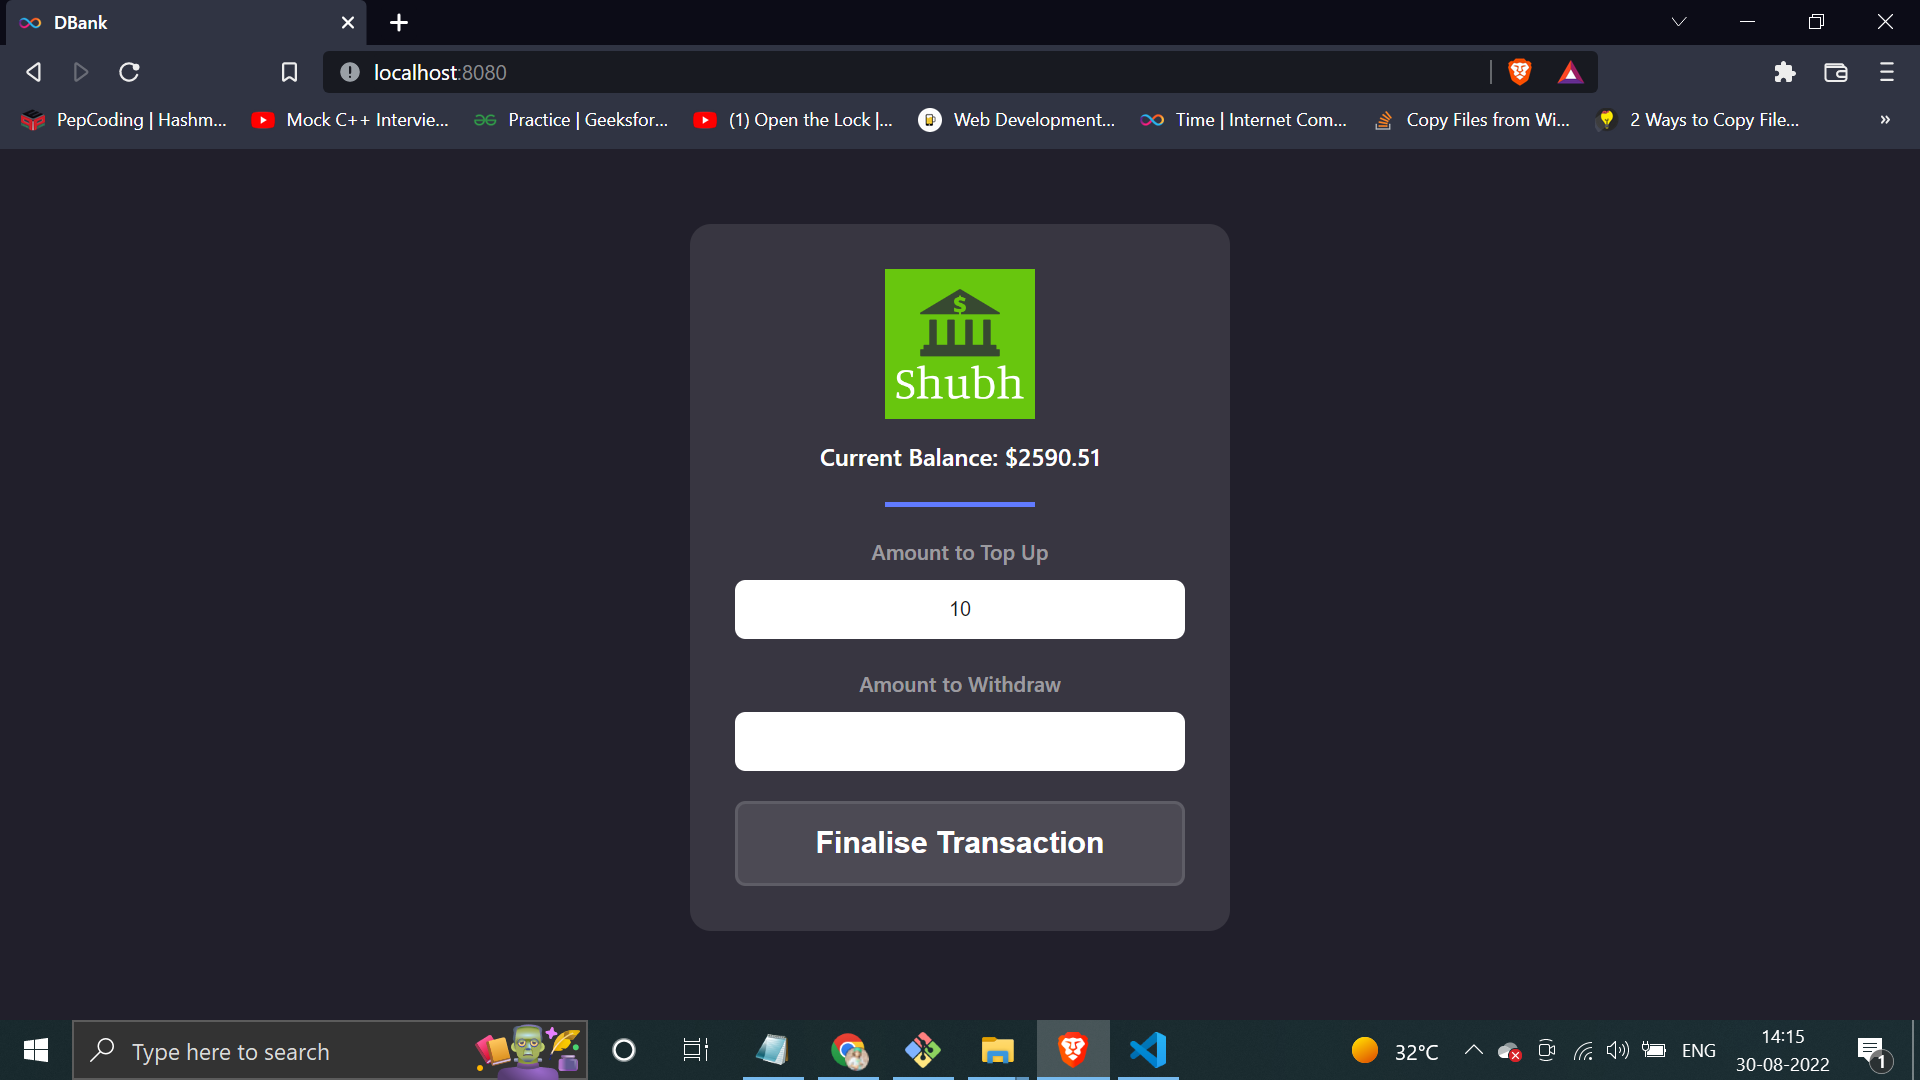 DBank
localhost:8080
PepCoding | Hashm...
Mock C++ Intervie...
Practice | Geeksfor...
(1) Open the Lock |...
Web Development...
Time | Internet Com...
Copy Files from Wi...
2 Ways to Copy File...
»
$
Shubh
Current Balance: $2590.51
Amount to Top Up
10
Amount to Withdraw
Finalise Transaction
Type here to search
32°C
ENG
14:15
30-08-2022
1